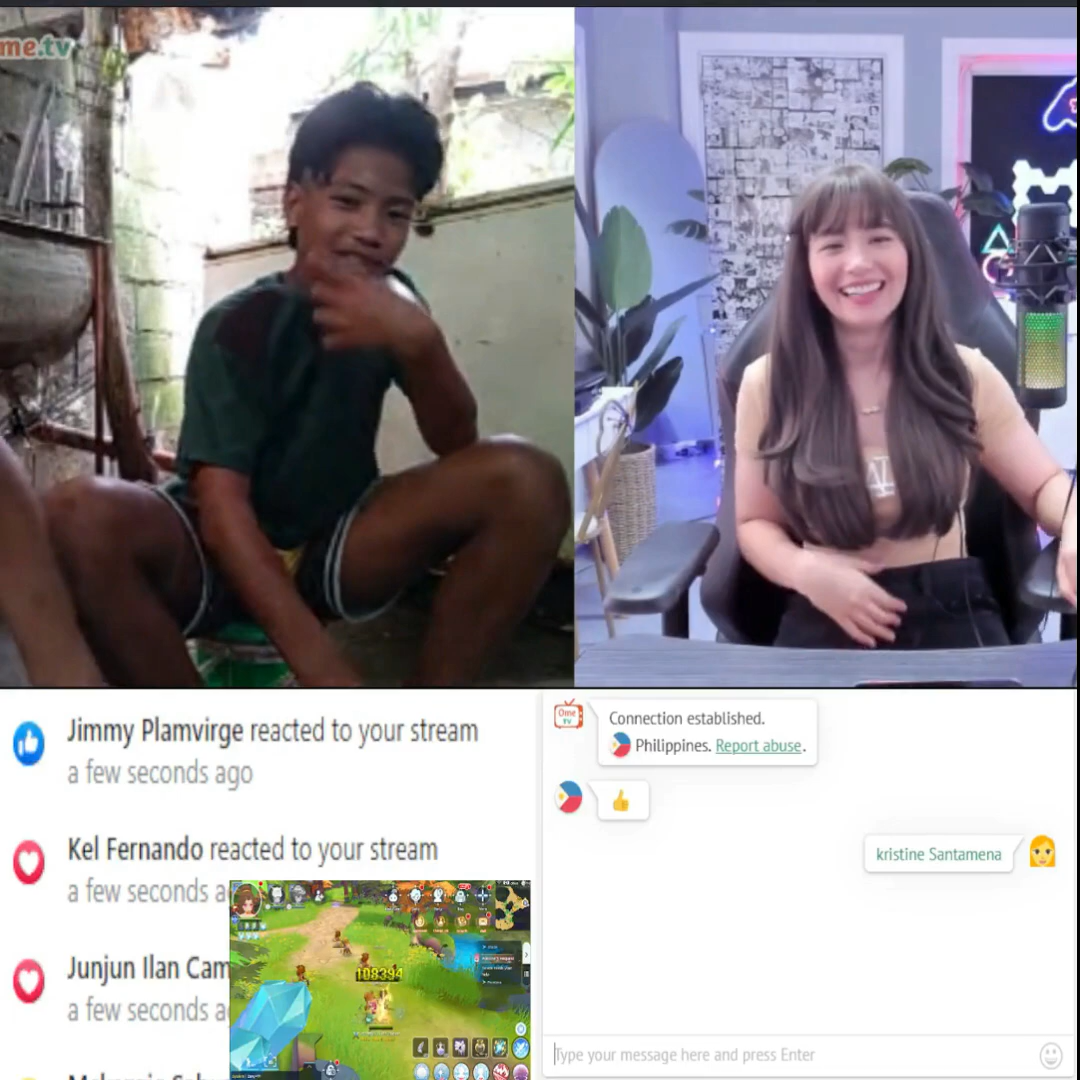 me.tv
Jimmy Plamvirge reacted to your stream
a few seconds ago
Kel Fernando reacted to your stream
a few seconds
Junjun Ilan Cam
a few seconds
108394
Ome
TV
Connection established.
Philippines. Report abuse.
kristine Santamena
Type your message here and press Enter